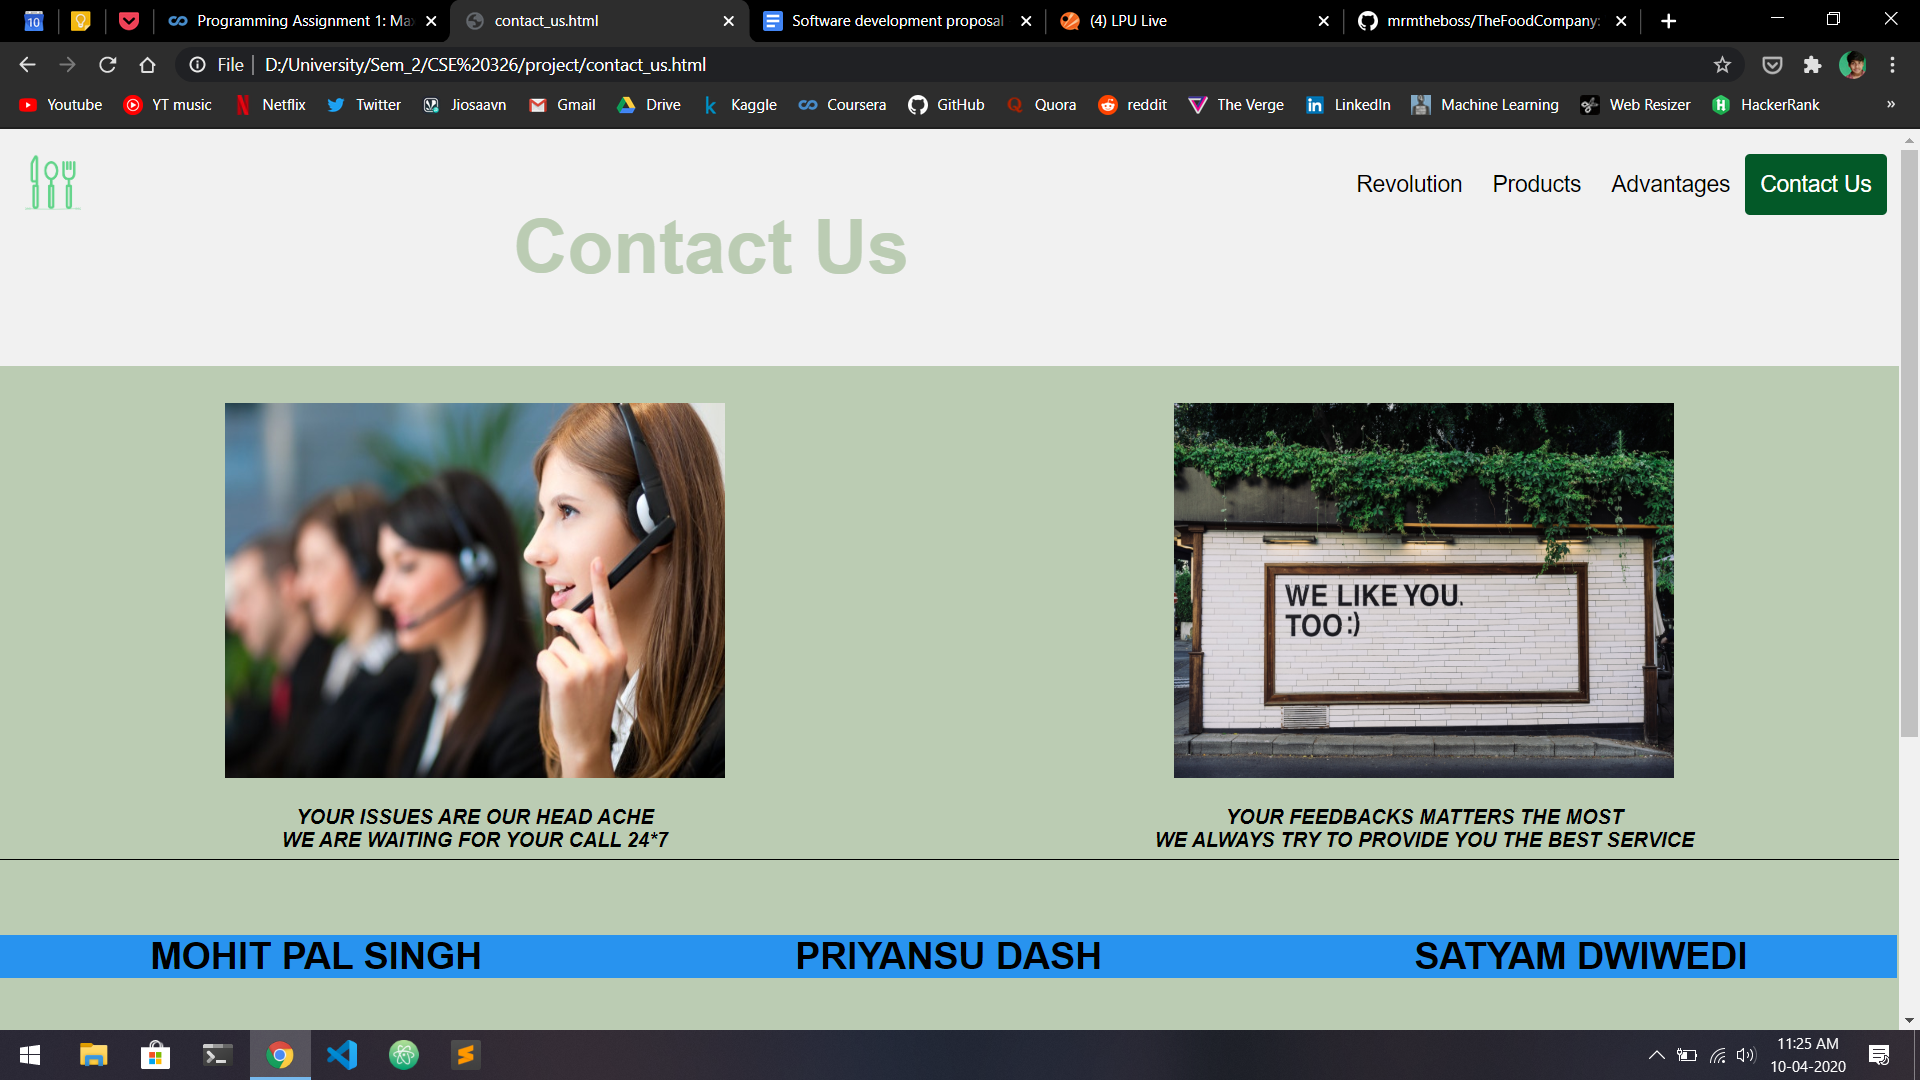 10
Programming Assignment 1: Max
contact_us.html
Software development proposal
(4) LPU Live
mrmtheboss/TheFoodCompany:
File
D:/University/Sem_2/CSE%20326/project/contact_us.html
Youtube
YT music
Netflix
Twitter
Jiosaavn
Gmail
Drive
Kaggle
Coursera
GitHub
Quora
reddit
The Verge
LinkedIn
Machine Learning
Web Resizer
HackerRank
»
Revolution
Products
Advantages
Contact Us
Contact Us
WE LIKE YOU.
TOO :)
YOUR ISSUES ARE OUR HEAD ACHE
WE ARE WAITING FOR YOUR CALL 24*7
YOUR FEEDBACKS MATTERS THE MOST
WE ALWAYS TRY TO PROVIDE YOU THE BEST SERVICE
MOHIT PAL SINGH
PRIYANSU DASH
SATYAM DWIWEDI
11:25 AM
10-04-2020